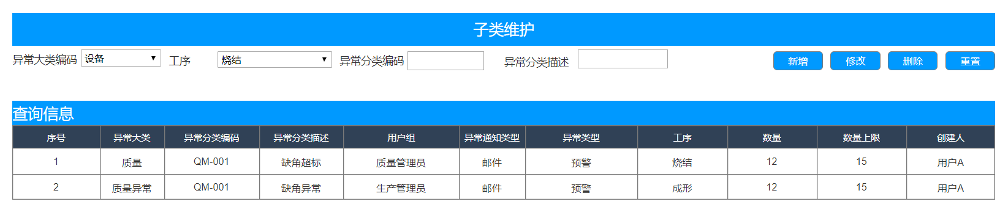 子类维护
异常大类编码 设备 工序 烧结 异常分类编码 异常分类描述 新增 修改 删除 重置
查询信息
序号 异常大类 异常分类编码 异常分类描述 用户组 异常通知类型 异常类型 工序 数量 数量上限 创建人
1 质量 QM-001 缺角超标 质量管理员 邮件 预警 烧结 12 15 用户A
2 质量异常 QM-001 缺角异常 生产管理员 邮件 预警 成形 12 15 用户A